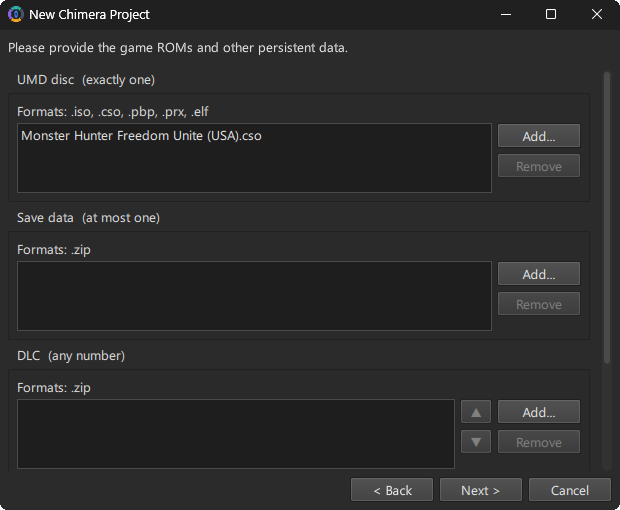 New Chimera Project
Please provide the game ROMs and other persistent data.
UMD disc  (exactly one)
Formats: .iso, .cso, .pbp, .prx, .elf
Monster Hunter Freedom Unite (USA).cso
Add...
Remove
Save data  (at most one)
Formats: .zip
Add...
Remove
DLC  (any number)
Formats: .zip
▲ Add...
▼ Remove
< Back Next > Cancel